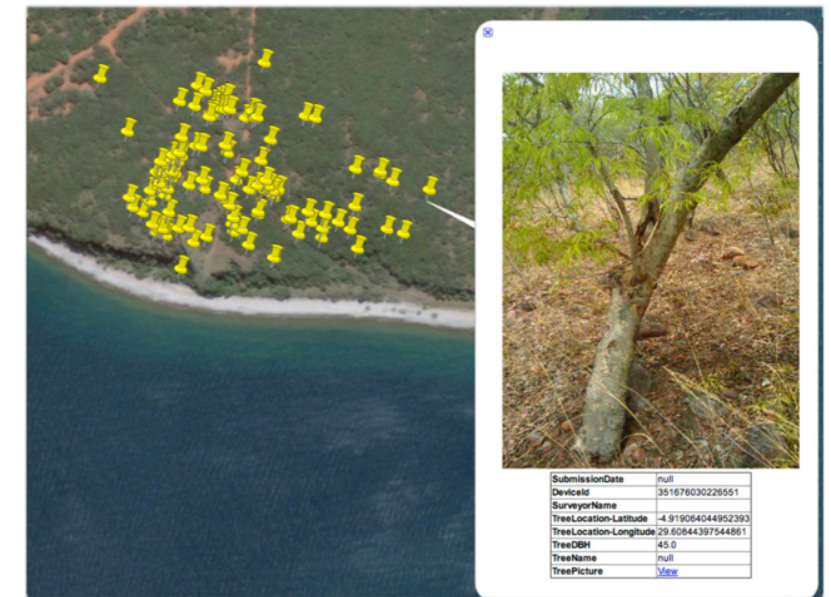 SubmissionDate null
DeviceId 351676030226551
SurveyorName
TreeLocation-Latitude -4.919064044952393
TreeLocation-Longitude 29.60844397544861
TreeDBH 45.0
TreeName null
TreePicture View